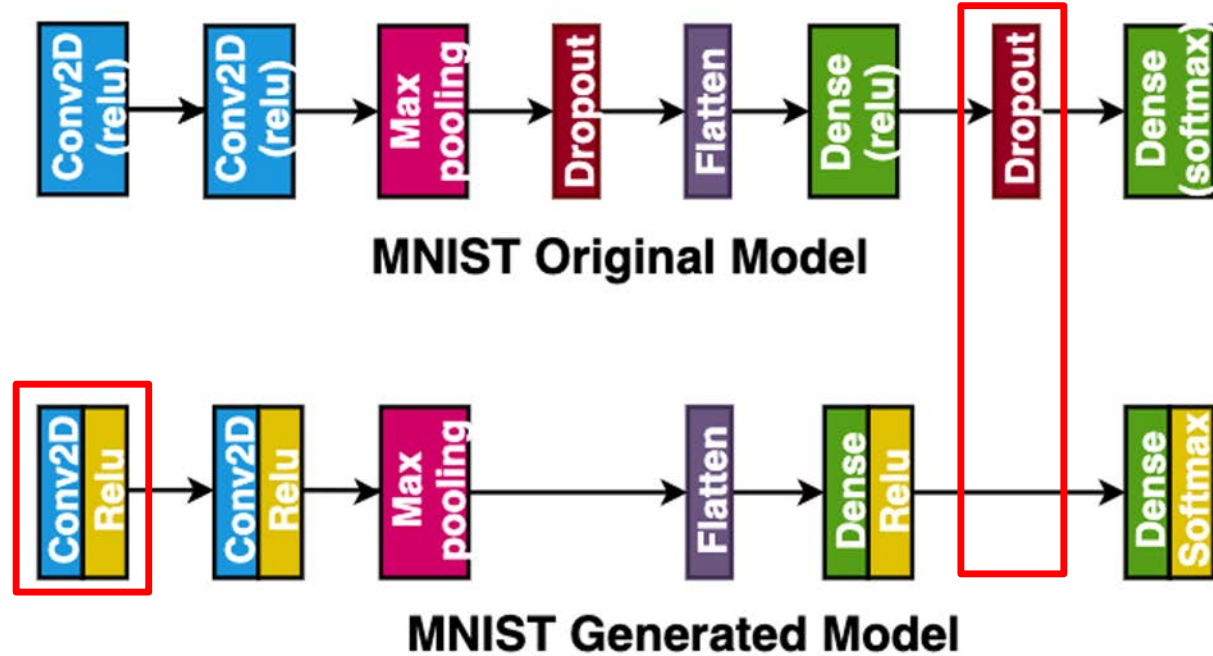 Conv2D
(relu)
Conv2D
(relu)
Max
pooling
Dropout
Flatten
Dense
(relu)
Dropout
Dense
(softmax)
MNIST Original Model
Conv2D
Relu
Conv2D
Relu
Max
pooling
Flatten
Dense
Relu
Dense
Softmax
MNIST Generated Model